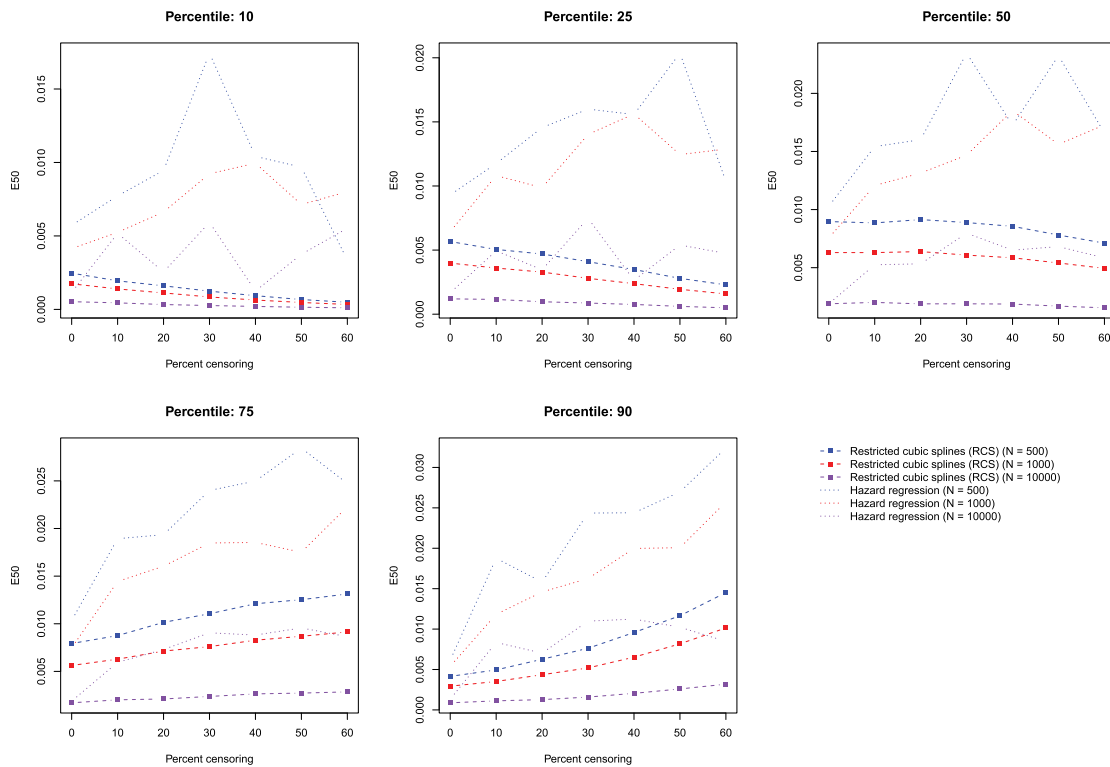 Percentile: 10
0.015
0.010
0.005
0.000
E50
0 10 20 30 40 50 60
Percent censoring
Percentile: 25
0.020
0.015
0.010
0.005
0.000
E50
0 10 20 30 40 50 60
Percent censoring
Percentile: 50
0.020
0.015
0.010
0.005
E50
0 10 20 30 40 50 60
Percent censoring
Percentile: 75
0.025
0.020
0.015
0.010
0.005
E50
0 10 20 30 40 50 60
Percent censoring
Percentile: 90
0.030
0.025
0.020
0.015
0.010
0.005
0.000
E50
0 10 20 30 40 50 60
Percent censoring
Restricted cubic splines (RCS) (N = 500)
Restricted cubic splines (RCS) (N = 1000)
Restricted cubic splines (RCS) (N = 10000)
Hazard regression (N = 500)
Hazard regression (N = 1000)
Hazard regression (N = 10000)